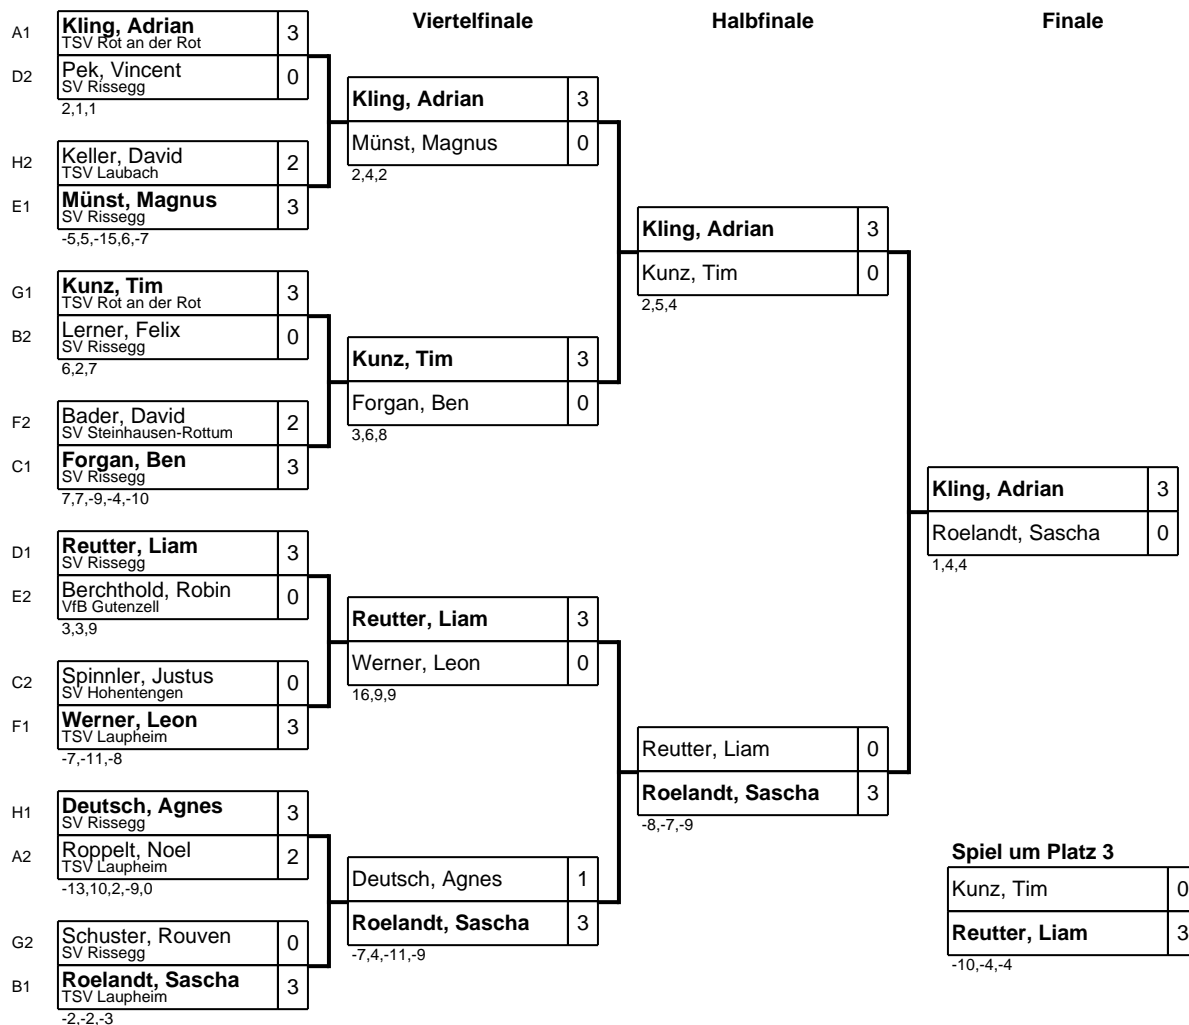 Viertelfinale
Halbfinale
Finale
A1 Kling, Adrian 3
TSV Rot an der Rot
D2 Pek, Vincent 0
SV Rissegg
2,1,1
H2 Keller, David 2
TSV Laubach
E1 Münst, Magnus 3
SV Rissegg
-5,5,-15,6,-7
G1 Kunz, Tim 3
TSV Rot an der Rot
B2 Lerner, Felix 0
SV Rissegg
6,2,7
F2 Bader, David 2
SV Steinhausen-Rottum
C1 Forgan, Ben 3
SV Rissegg
7,7,-9,-4,-10
D1 Reutter, Liam 3
SV Rissegg
E2 Berchthold, Robin 0
VfB Gutenzell
3,3,9
C2 Spinnler, Justus 0
SV Hohentengen
F1 Werner, Leon 3
TSV Laupheim
-7,-11,-8
H1 Deutsch, Agnes 3
SV Rissegg
A2 Roppelt, Noel 2
TSV Laupheim
-13,10,2,-9,0
G2 Schuster, Rouven 0
SV Rissegg
B1 Roelandt, Sascha 3
TSV Laupheim
-2,-2,-3
Kling, Adrian 3
Münst, Magnus 0
2,4,2
Kunz, Tim 3
Forgan, Ben 0
3,6,8
Reutter, Liam 3
Werner, Leon 0
16,9,9
Deutsch, Agnes 1
Roelandt, Sascha 3
-7,4,-11,-9
Kling, Adrian 3
Kunz, Tim 0
2,5,4
Reutter, Liam 0
Roelandt, Sascha 3
-8,-7,-9
Kling, Adrian 3
Roelandt, Sascha 0
1,4,4
Spiel um Platz 3
Kunz, Tim 0
Reutter, Liam 3
-10,-4,-4